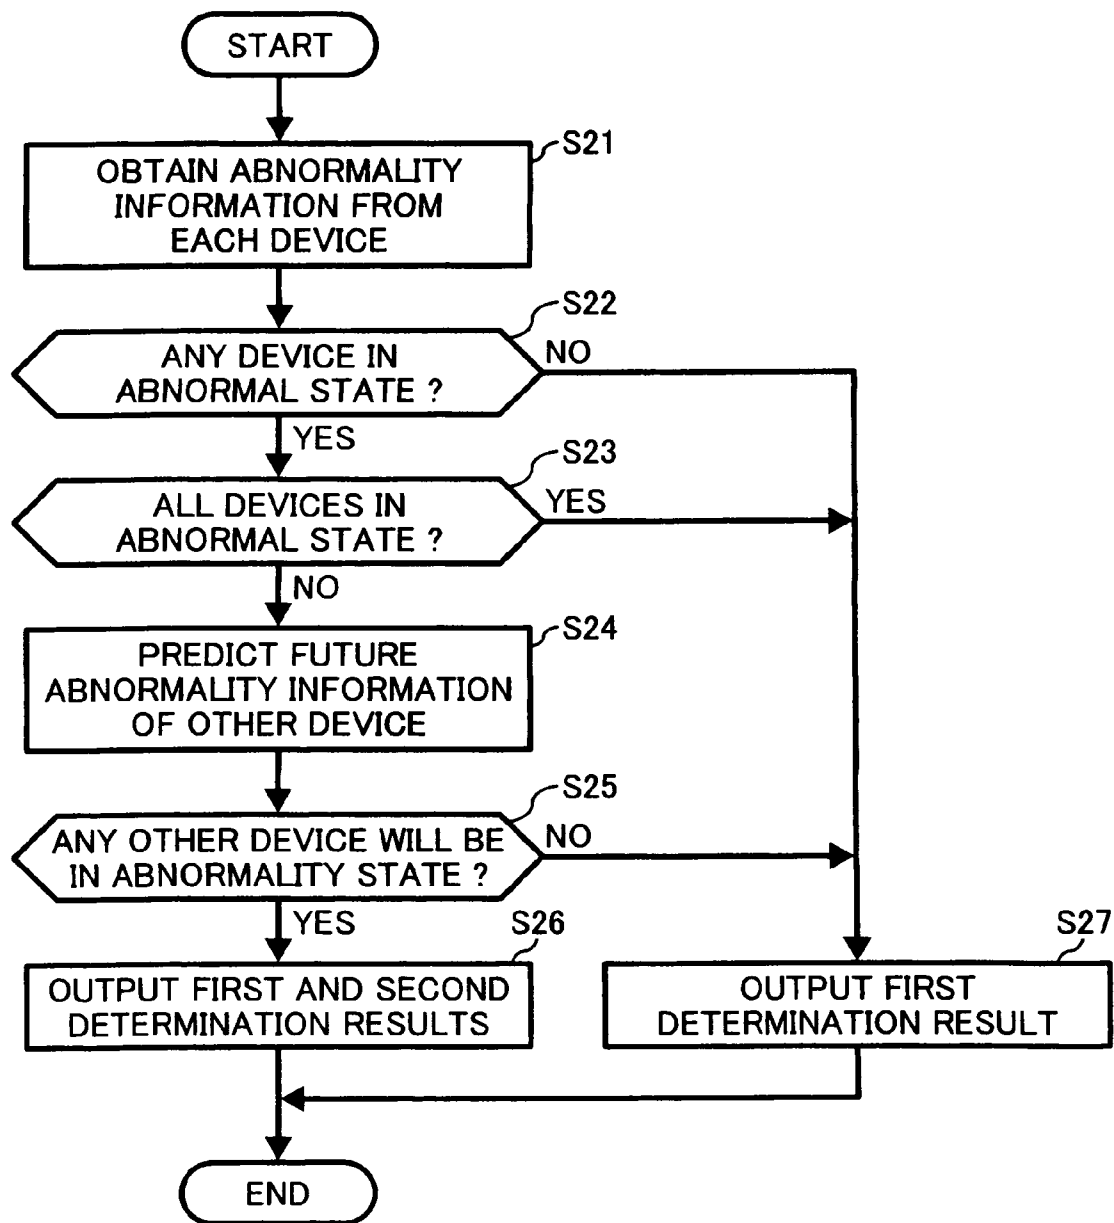 START
S21
OBTAIN ABNORMALITY
INFORMATION FROM
EACH DEVICE
S22
ANY DEVICE IN
ABNORMAL STATE ?
NO
YES
S23
ALL DEVICES IN
ABNORMAL STATE ?
YES
NO
S24
PREDICT FUTURE
ABNORMALITY INFORMATION
OF OTHER DEVICE
S25
ANY OTHER DEVICE WILL BE
IN ABNORMALITY STATE ?
NO
YES
S26
OUTPUT FIRST AND SECOND
DETERMINATION RESULTS
S27
OUTPUT FIRST
DETERMINATION RESULT
END